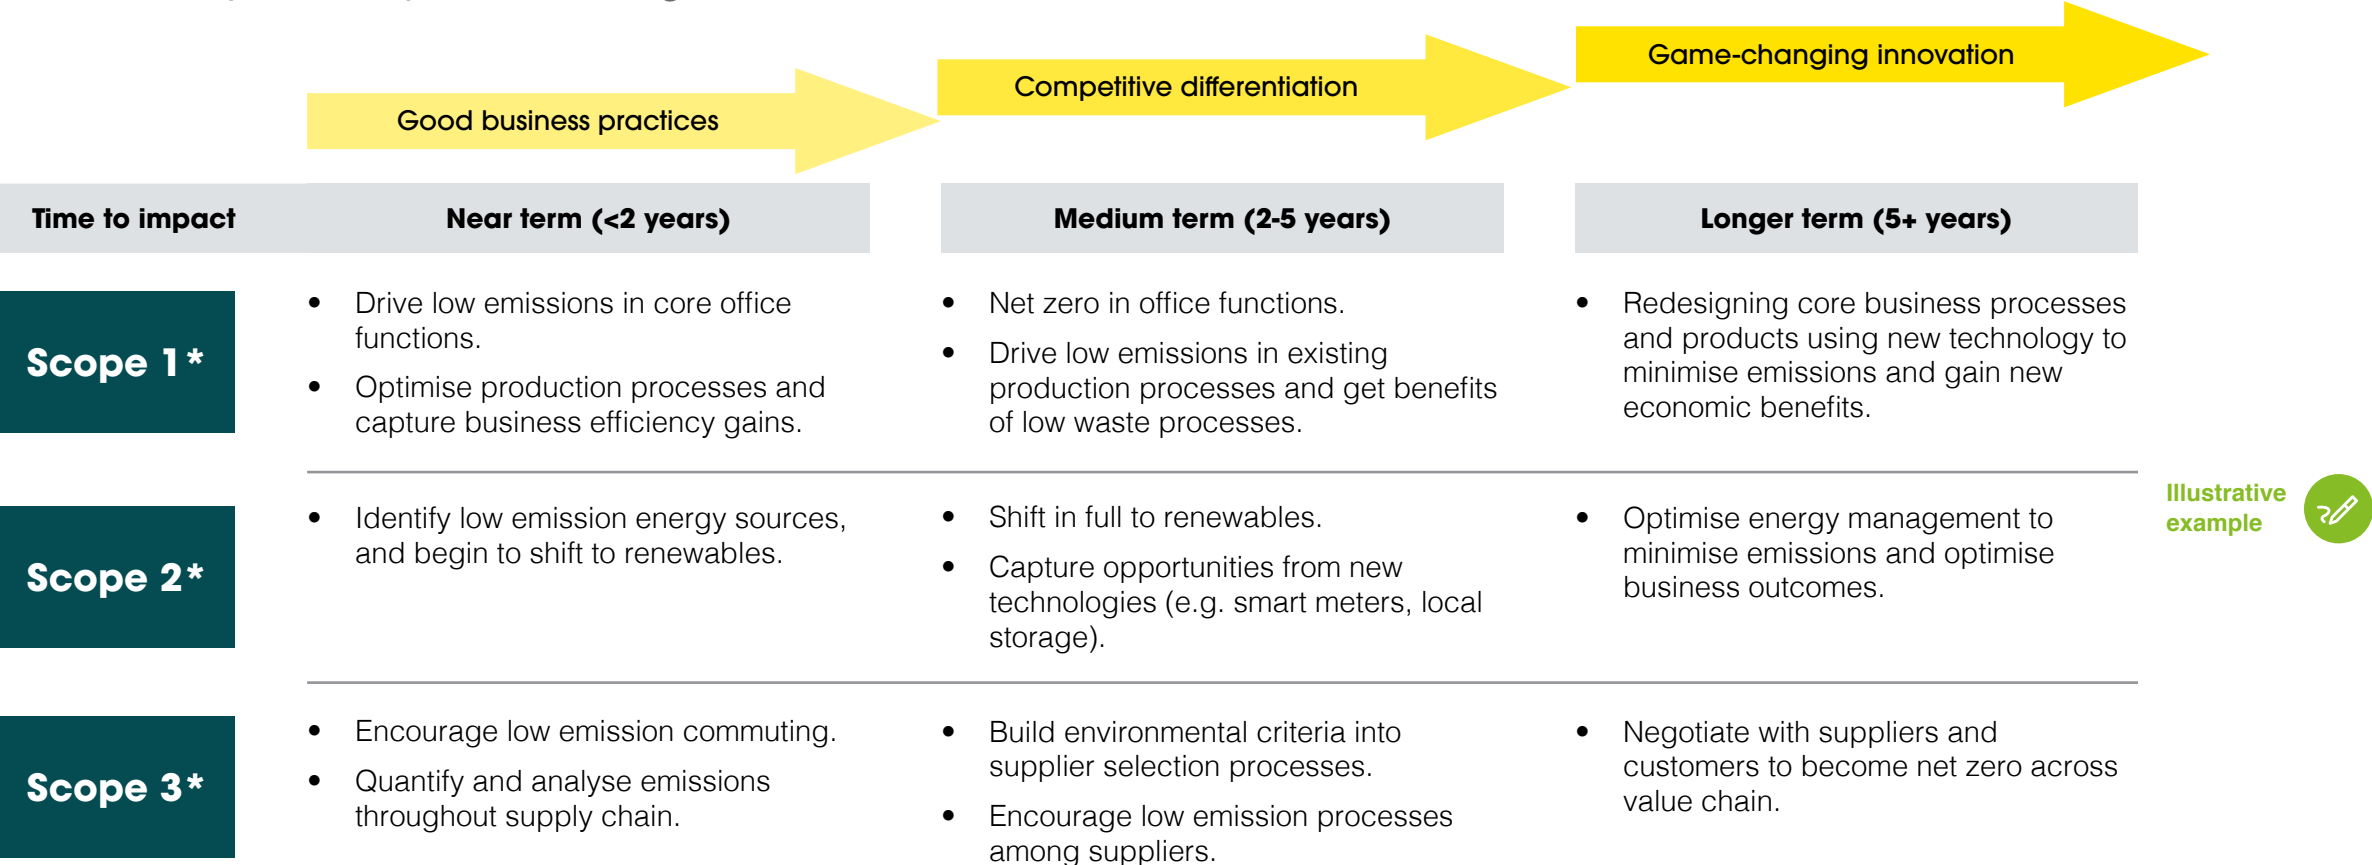 Game-changing innovation
Competitive differentiation
Good business practices
Time to impact
Near term (<2 years)
Medium term (2-5 years)
Longer term (5+ years)
Scope 1*
• Drive low emissions in core office
functions.
• Optimise production processes and
capture business efficiency gains.
• Net zero in office functions.
• Drive low emissions in existing
production processes and get benefits
of low waste processes.
• Redesigning core business processes
and products using new technology to
minimise emissions and gain new
economic benefits.
Scope 2*
• Identify low emission energy sources,
and begin to shift to renewables.
• Shift in full to renewables.
• Capture opportunities from new
technologies (e.g. smart meters, local
storage).
• Optimise energy management to
minimise emissions and optimise
business outcomes.
Illustrative
example
Scope 3*
• Encourage low emission commuting.
• Quantify and analyse emissions
throughout supply chain.
• Build environmental criteria into
supplier selection processes.
• Encourage low emission processes
among suppliers.
• Negotiate with suppliers and
customers to become net zero across
value chain.